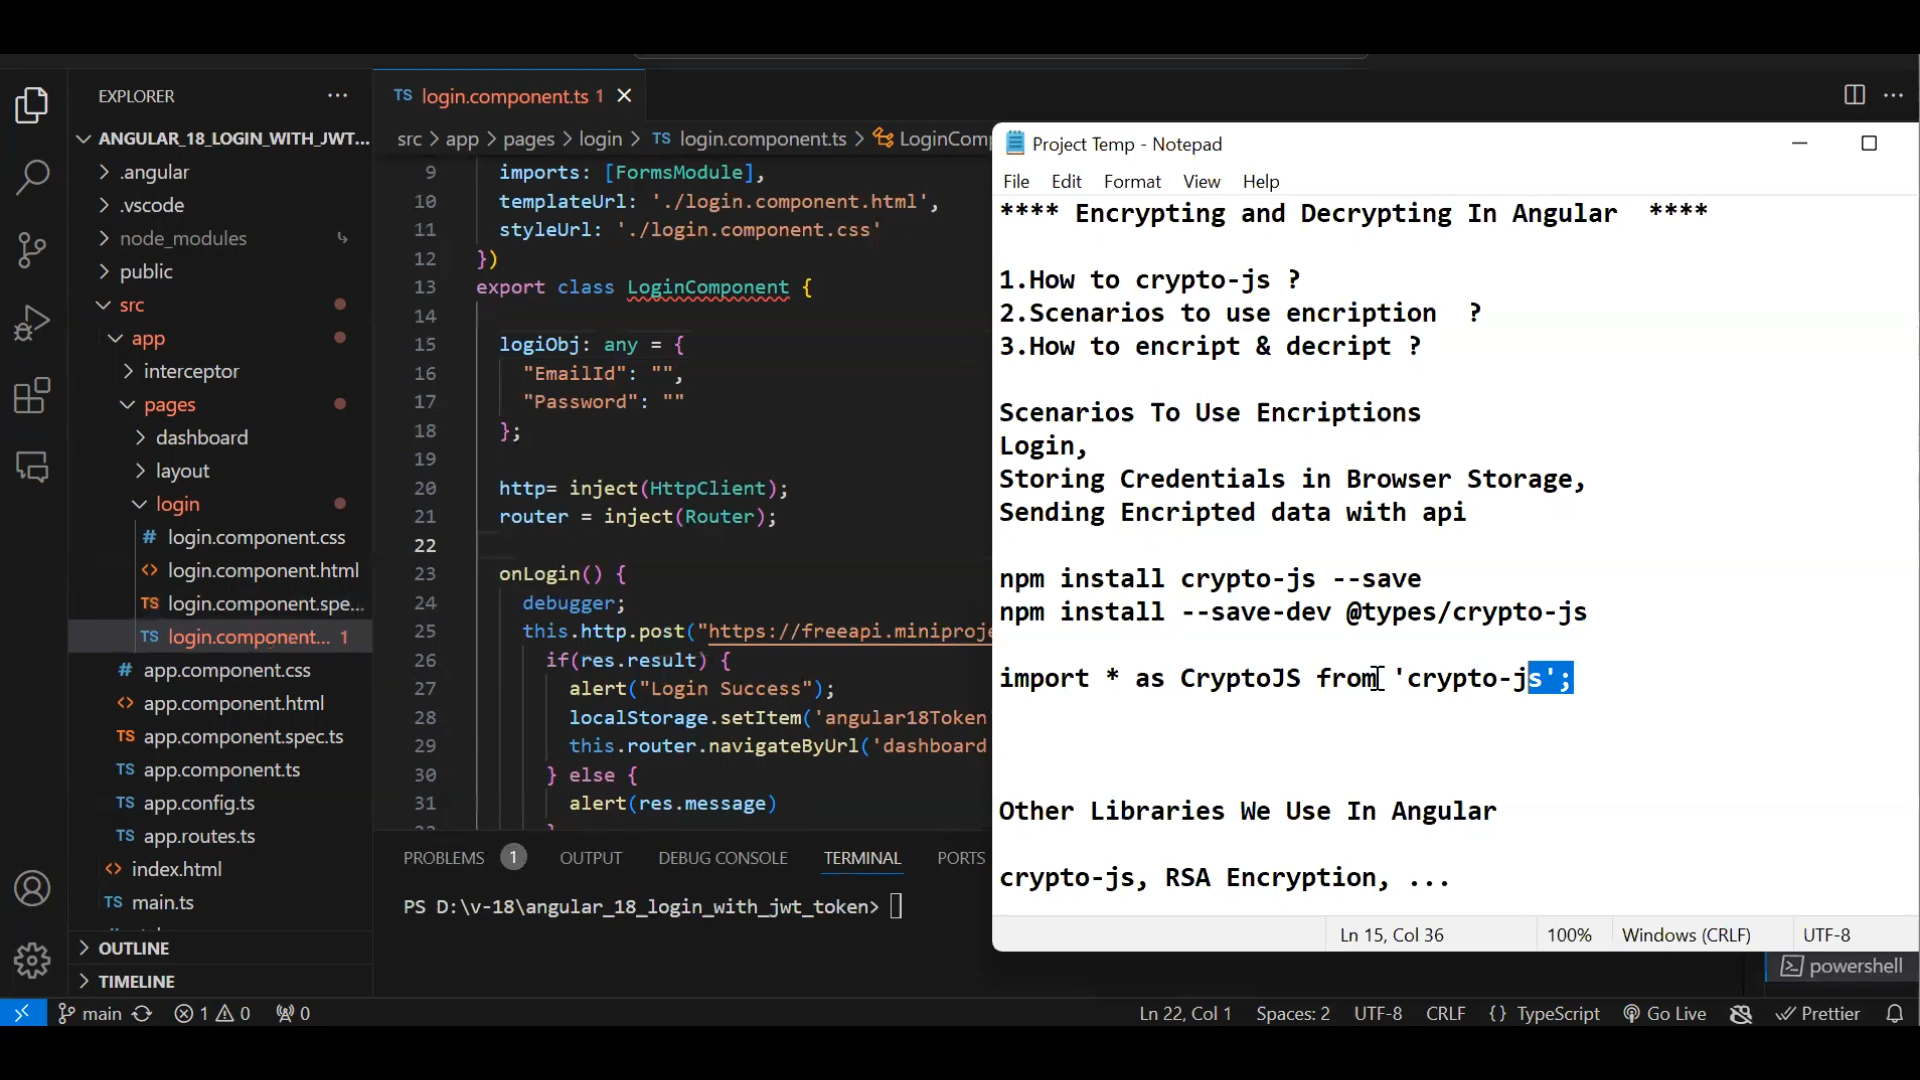 EXPLORER
ANGULAR_18_LOGIN_WITH_JWT...
.angular
.vscode
node_modules
public
src
app
interceptor
pages
dashboard
layout
login
# login.component.css
<> login.component.html
TS login.component.spe...
TS login.component... 1
# app.component.css
<> app.component.html
TS app.component.spec.ts
TS app.component.ts
TS app.config.ts
TS app.routes.ts
<> index.html
TS main.ts
OUTLINE
TIMELINE
TS login.component.ts 1
src > app > pages > login > TS login.component.ts > LoginComp
9 imports: [FormsModule],
10 templateUrl: './login.component.html',
11 styleUrl: './login.component.css'
12 })
13 export class LoginComponent {
14
15 logiObj: any = {
16 "EmailId": "",
17 "Password": ""
18 };
19
20 http= inject(HttpClient);
21 router = inject(Router);
22
23 onLogin() {
24 debugger;
25 this.http.post("https://freeapi.miniproje
26 if(res.result) {
27 alert("Login Success");
28 localStorage.setItem('angular18Token
29 this.router.navigateByUrl('dashboard
30 } else {
31 alert(res.message)
PROBLEMS 1 OUTPUT DEBUG CONSOLE TERMINAL PORTS
PS D:\v-18\angular_18_login_with_jwt_token>
powershell
Project Temp - Notepad
File Edit Format View Help
**** Encrypting and Decrypting In Angular ****
1.How to crypto-js ?
2.Scenarios to use encription ?
3.How to encript & decript ?
Scenarios To Use Encriptions
Login,
Storing Credentials in Browser Storage,
Sending Encripted data with api
npm install crypto-js --save
npm install --save-dev @types/crypto-js
import * as CryptoJS from 'crypto-js';
Other Libraries We Use In Angular
crypto-js, RSA Encryption, ...
Ln 15, Col 36 100% Windows (CRLF) UTF-8
main 1 0 0 Ln 22, Col 1 Spaces: 2 UTF-8 CRLF {} TypeScript Go Live Prettier